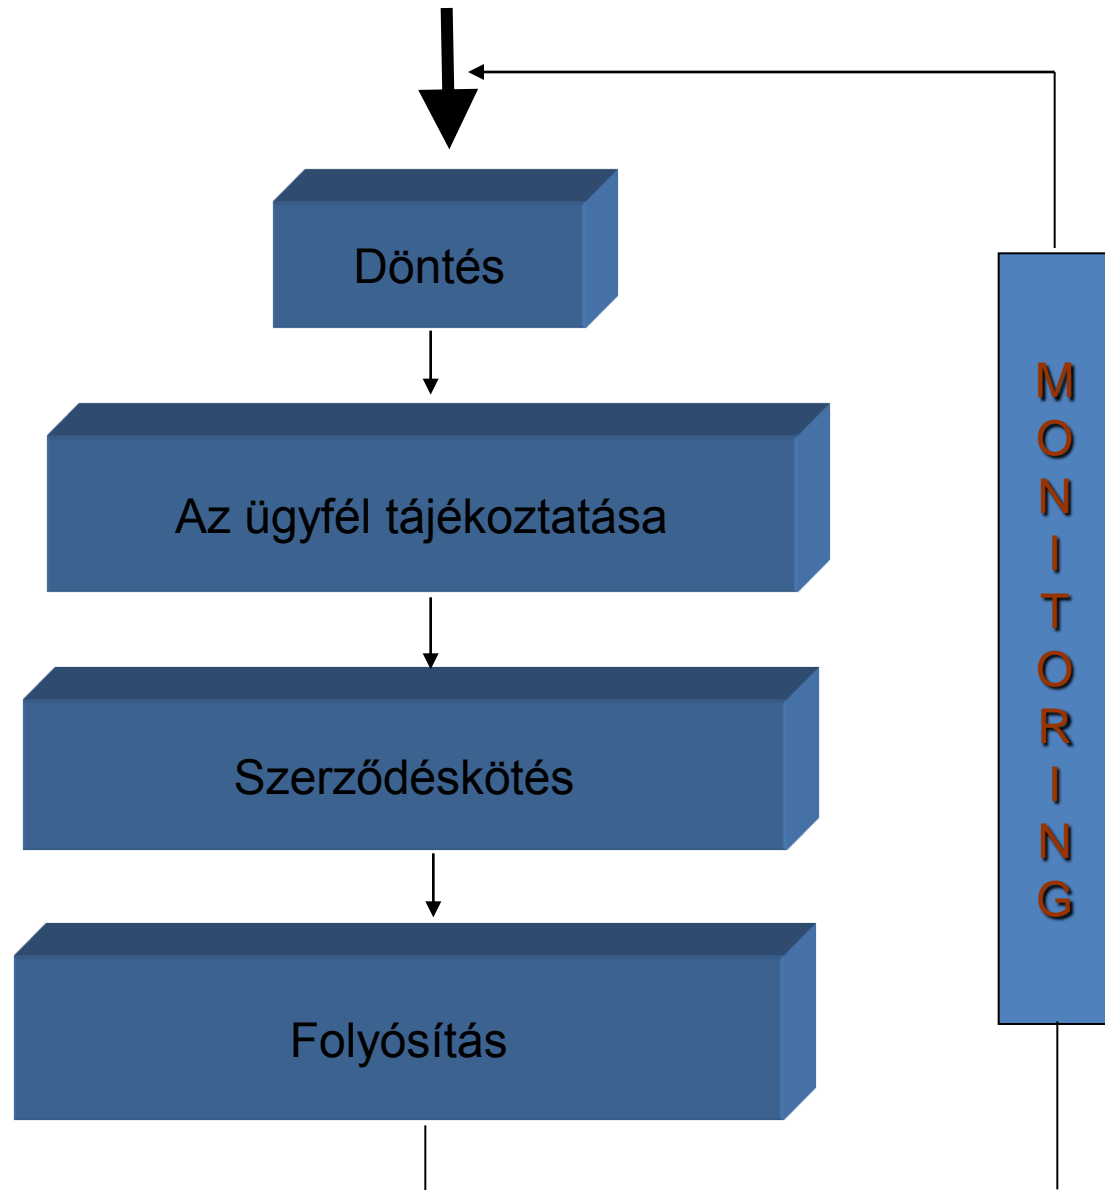 Döntés
Az ügyfél tájékoztatása
Szerződéskötés
Folyósítás
MONITORING